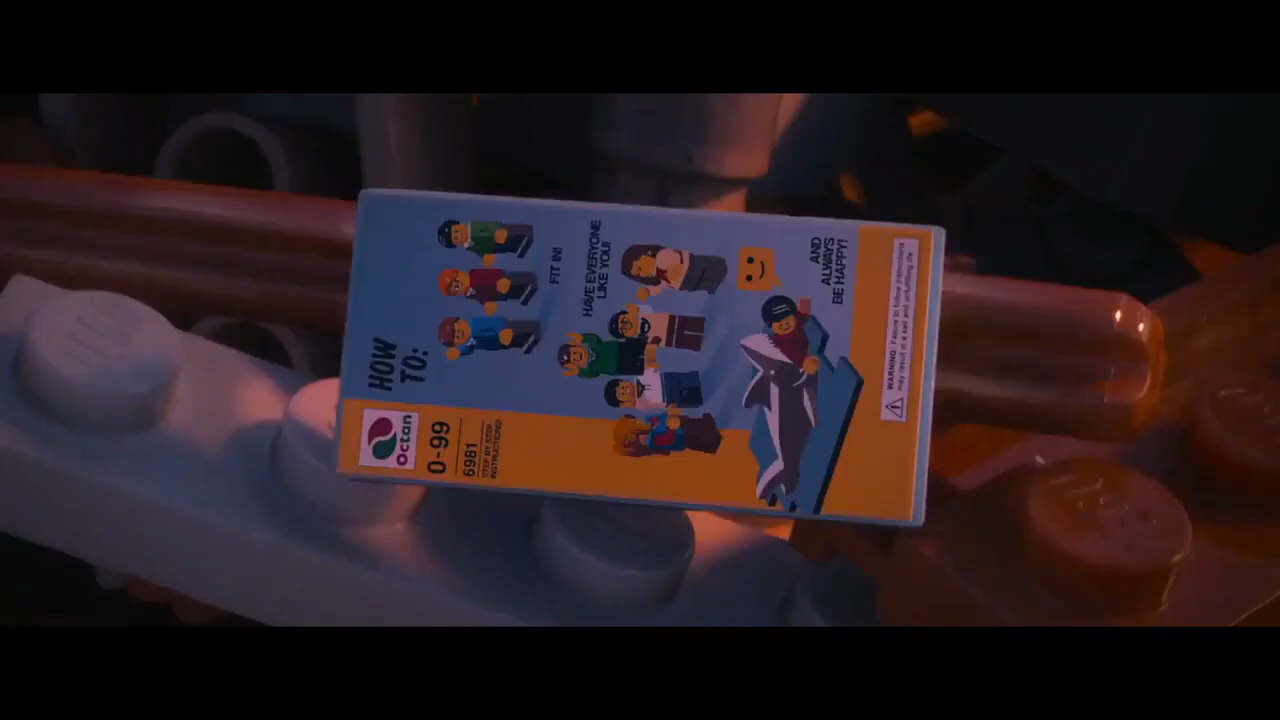 HOW
TO:
FIT IN!
HAVE EVERYONE
LIKE YOU!
AND
ALWAYS
BE HAPPY!
WARNING: Failure to follow instructions
may result in a sad and unfulfilling life.
Octan
0-99
6981
STEP BY STEP
INSTRUCTIONS!